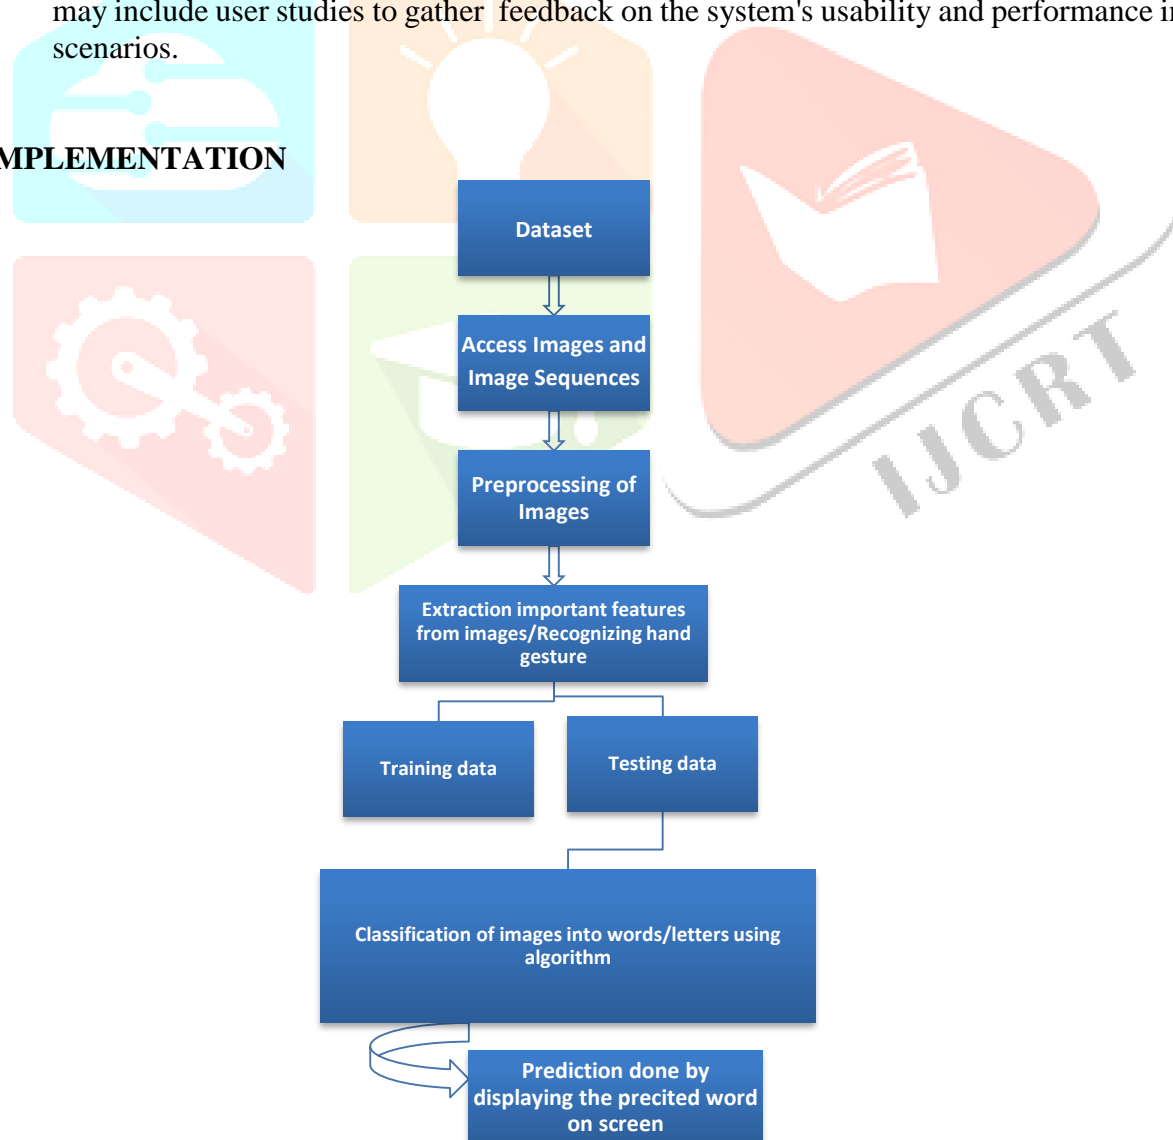 may include user studies to gather feedback on the system's usability and performance in
scenarios.
MPLEMENTATION
Dataset
Access Images and
Image Sequences
Preprocessing of
Images
Extraction important features
from images/Recognizing hand
gesture
Training data
Testing data
Classification of images into words/letters using
algorithm
Prediction done by
displaying the precited word
on screen
IJCRT